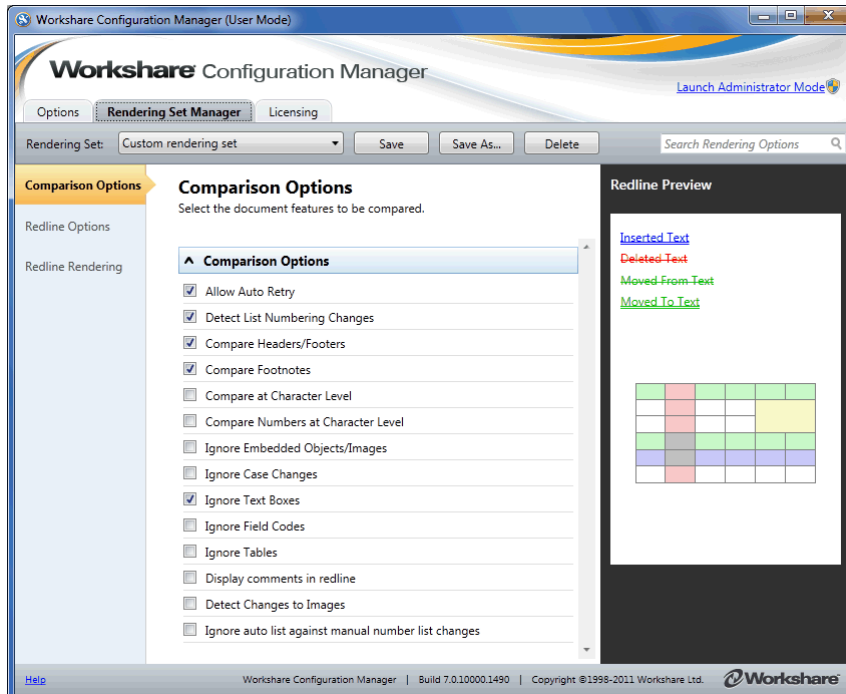 Workshare Configuration Manager (User Mode)
Workshare Configuration Manager
Launch Administrator Mode
Options Rendering Set Manager Licensing
Rendering Set: Custom rendering set Save Save As... Delete Search Rendering Options
Comparison Options
Redline Options
Redline Rendering
Comparison Options
Select the document features to be compared.
Comparison Options
Allow Auto Retry
Detect List Numbering Changes
Compare Headers/Footers
Compare Footnotes
Compare at Character Level
Compare Numbers at Character Level
Ignore Embedded Objects/Images
Ignore Case Changes
Ignore Text Boxes
Ignore Field Codes
Ignore Tables
Display comments in redline
Detect Changes to Images
Ignore auto list against manual number list changes
Redline Preview
Inserted Text
Deleted Text
Moved From Text
Moved To Text
Help Workshare Configuration Manager | Build 7.0.10000.1490 | Copyright ©1998-2011 Workshare Ltd. Workshare